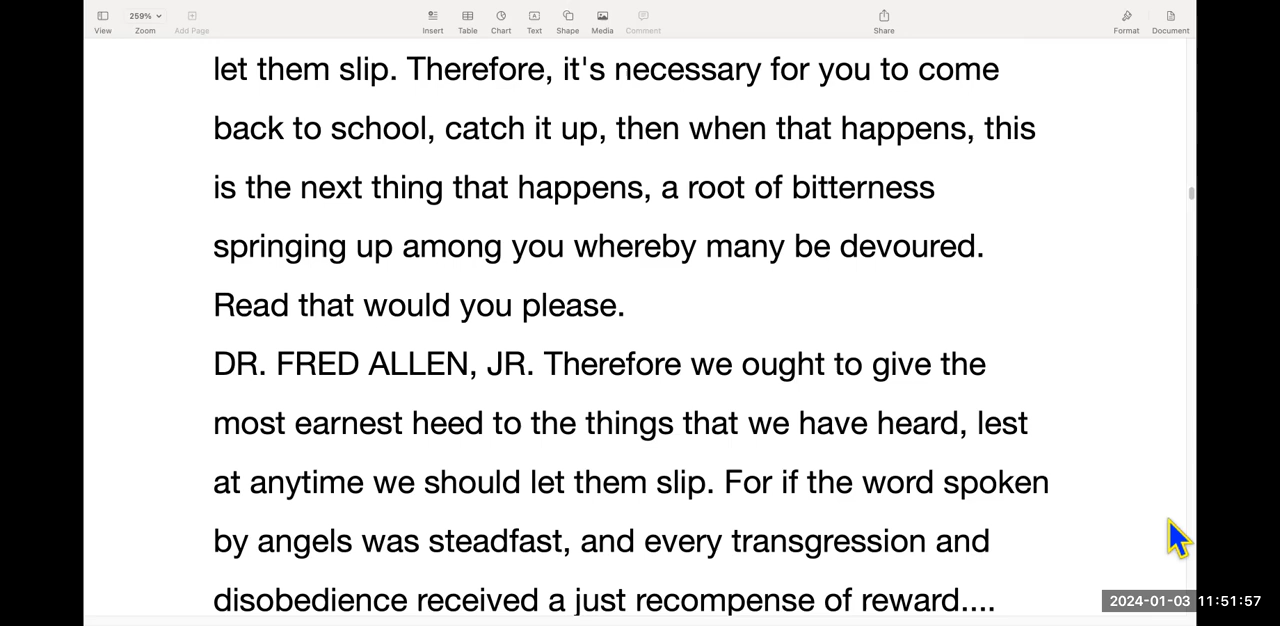 259%
View
Zoom
Add Page
Insert
Table
Chart
Text
Shape
Media
Comment
Share
Format
Document
let them slip. Therefore, it's necessary for you to come
back to school, catch it up, then when that happens, this
is the next thing that happens, a root of bitterness
springing up among you whereby many be devoured.
Read that would you please.
DR. FRED ALLEN, JR. Therefore we ought to give the
most earnest heed to the things that we have heard, lest
at anytime we should let them slip. For if the word spoken
by angels was steadfast, and every transgression and
disobedience received a just recompense of reward....
2024-01-03 11:51:57